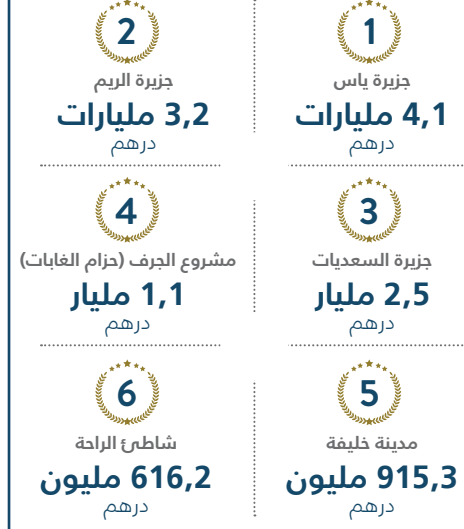 1
جزيرة ياس
4,1 مليارات
درهم
2
جزيرة الريم
3,2 مليارات
درهم
3
جزيرة السعديات
2,5 مليار
درهم
4
مشروع الجرف (حزام الغابات)
1,1 مليار
درهم
5
مدينة خليفة
915,3 مليون
درهم
6
شاطئ الراحة
616,2 مليون
درهم